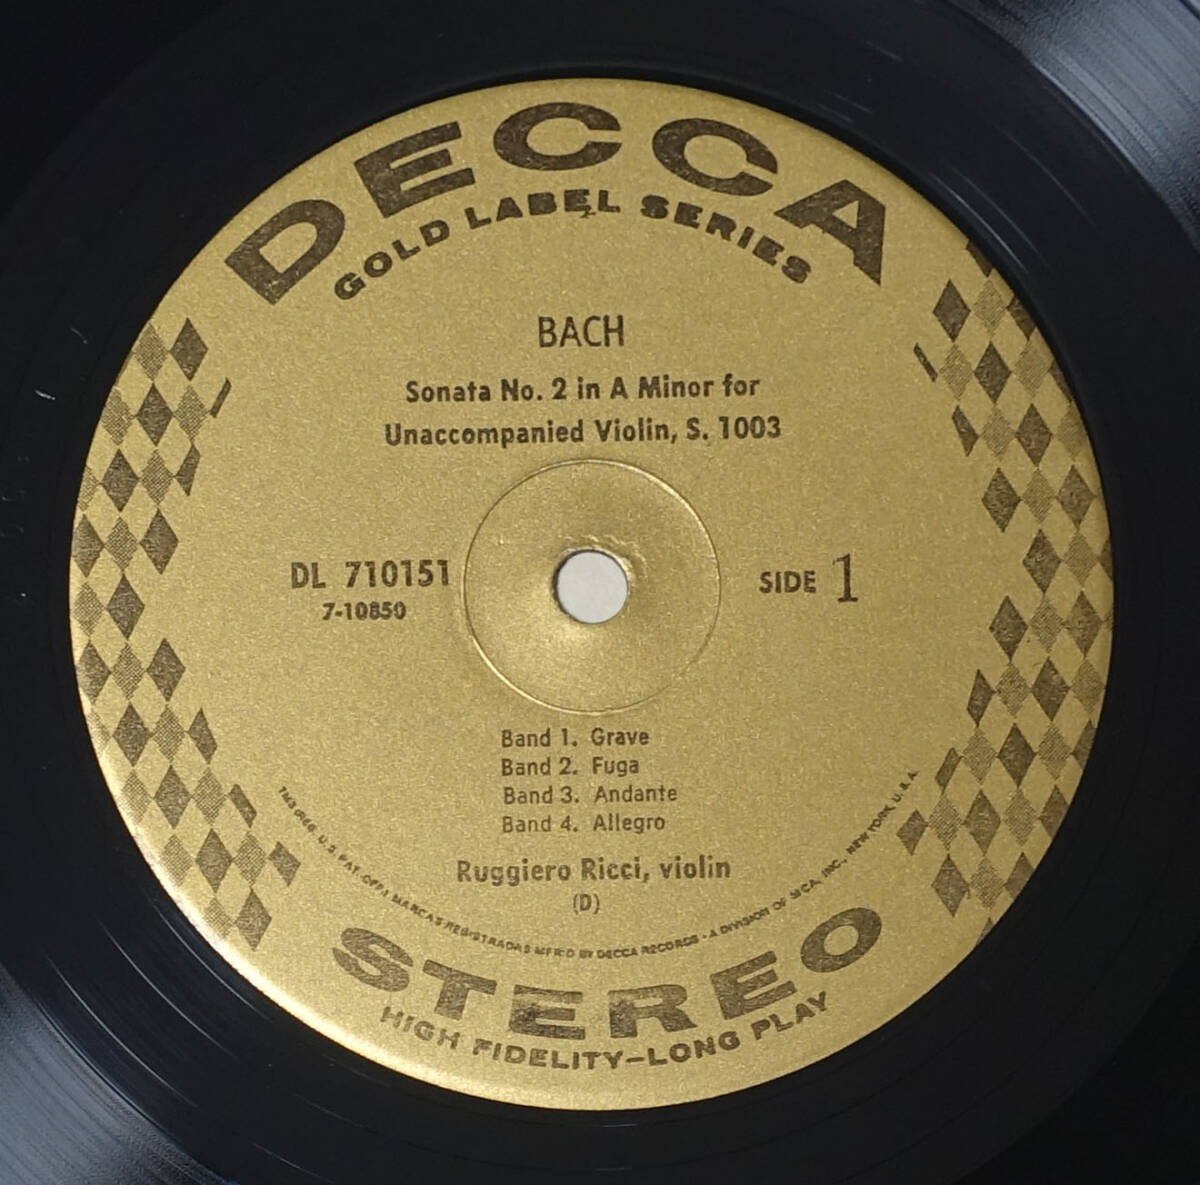 DECCA
GOLD LABEL SERIES
BACH
Sonata No. 2 in A Minor for
Unaccompanied Violin, S. 1003
DL 710151
7-10850
SIDE 1
Band 1. Grave
Band 2. Fuga
Band 3. Andante
Band 4. Allegro
Ruggiero Ricci, violin
(D)
U.S. PAT. OFF. MARCAS REGISTRADAS MFR'D BY DECCA RECORDS • A DIVISION OF MCA, INC., NEW YORK, U.S.A.
STEREO
HIGH FIDELITY–LONG PLAY